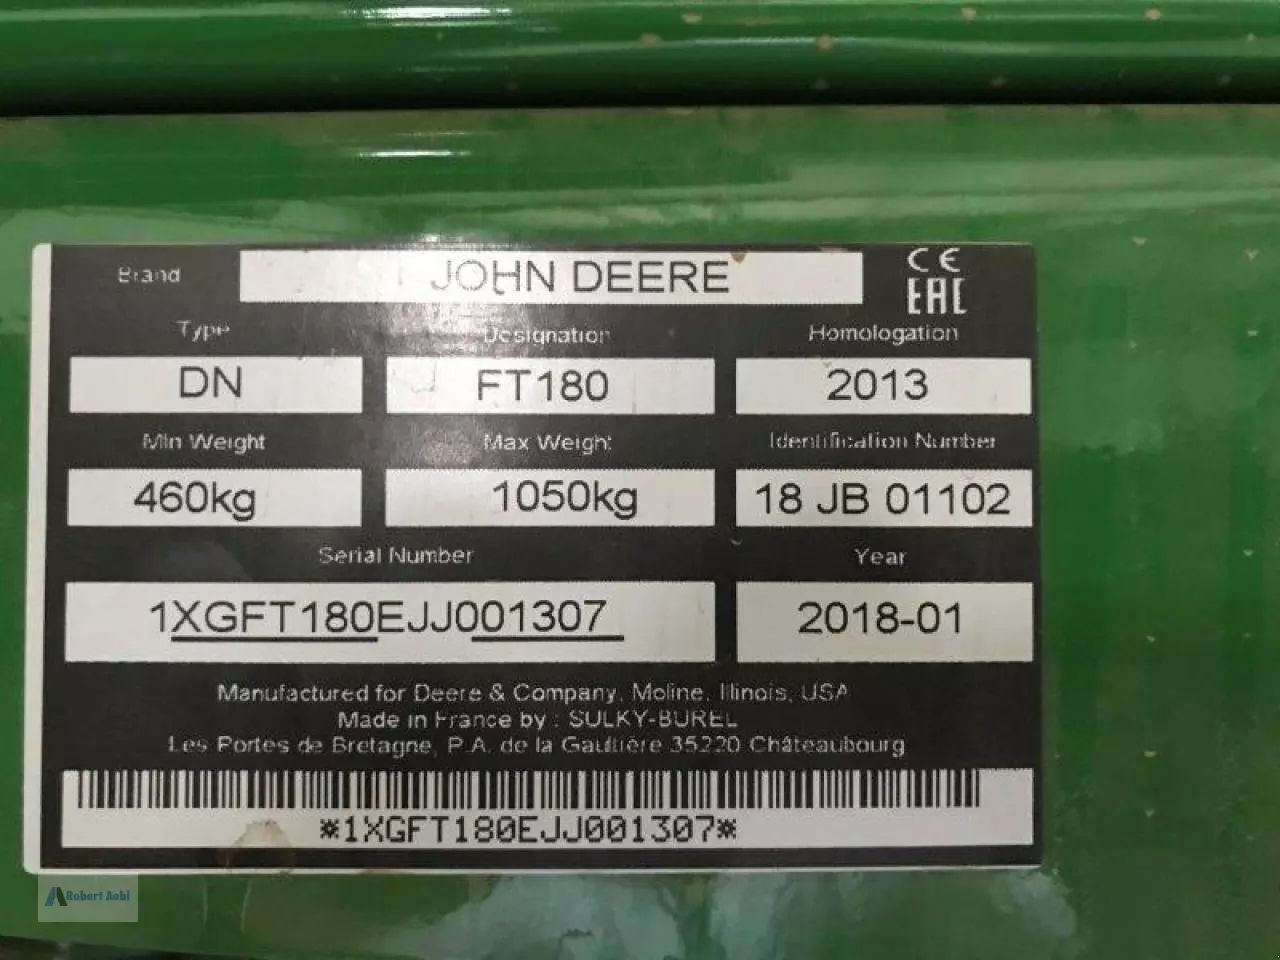 Brand JOHN DEERE CE
EAC
Type Designation Homologation
DN FT180 2013
Min Weight Max Weight Identification Number
460kg 1050kg 18 JB 01102
Serial Number Year
1XGFT180EJJ001307 2018-01
Manufactured for Deere & Company, Moline, Illinois, USA
Made in France by : SULKY-BUREL
Les Portes de Bretagne, P.A. de la Gaultière 35220 Châteaubourg
*1XGFT180EJJ001307*
Robert Aebi